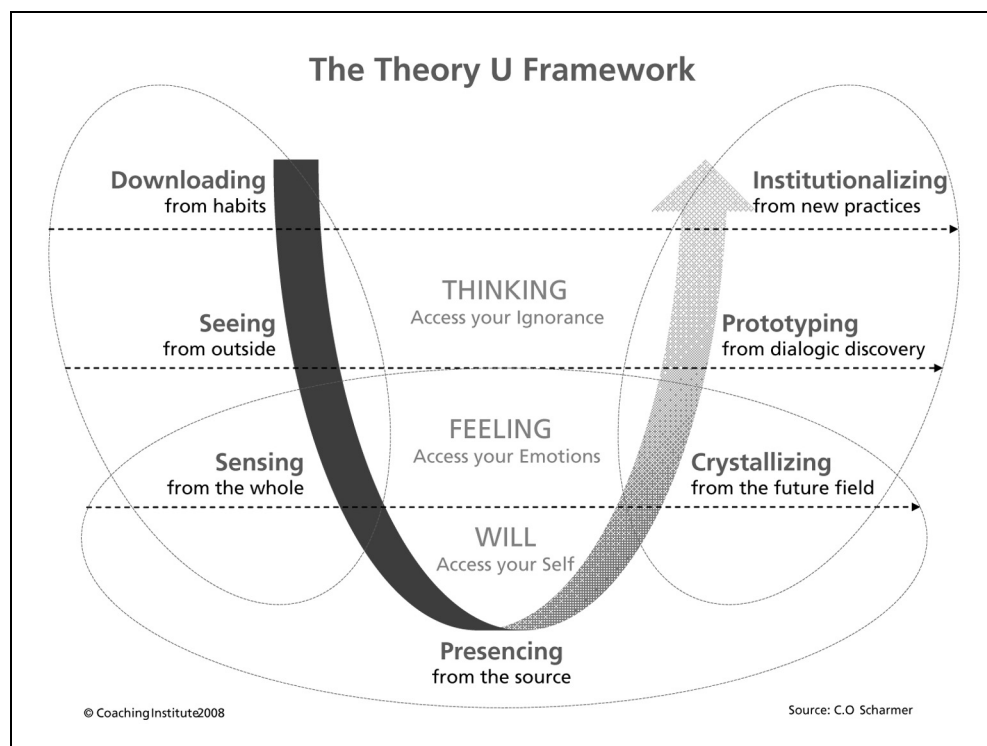 The Theory U Framework
Downloading
from habits
Institutionalizing
from new practices
THINKING
Access your Ignorance
Seeing
from outside
Prototyping
from dialogic discovery
FEELING
Access your Emotions
Sensing
from the whole
Crystallizing
from the future field
WILL
Access your Self
Presencing
from the source
© CoachingInstitute2008
Source: C.O Scharmer